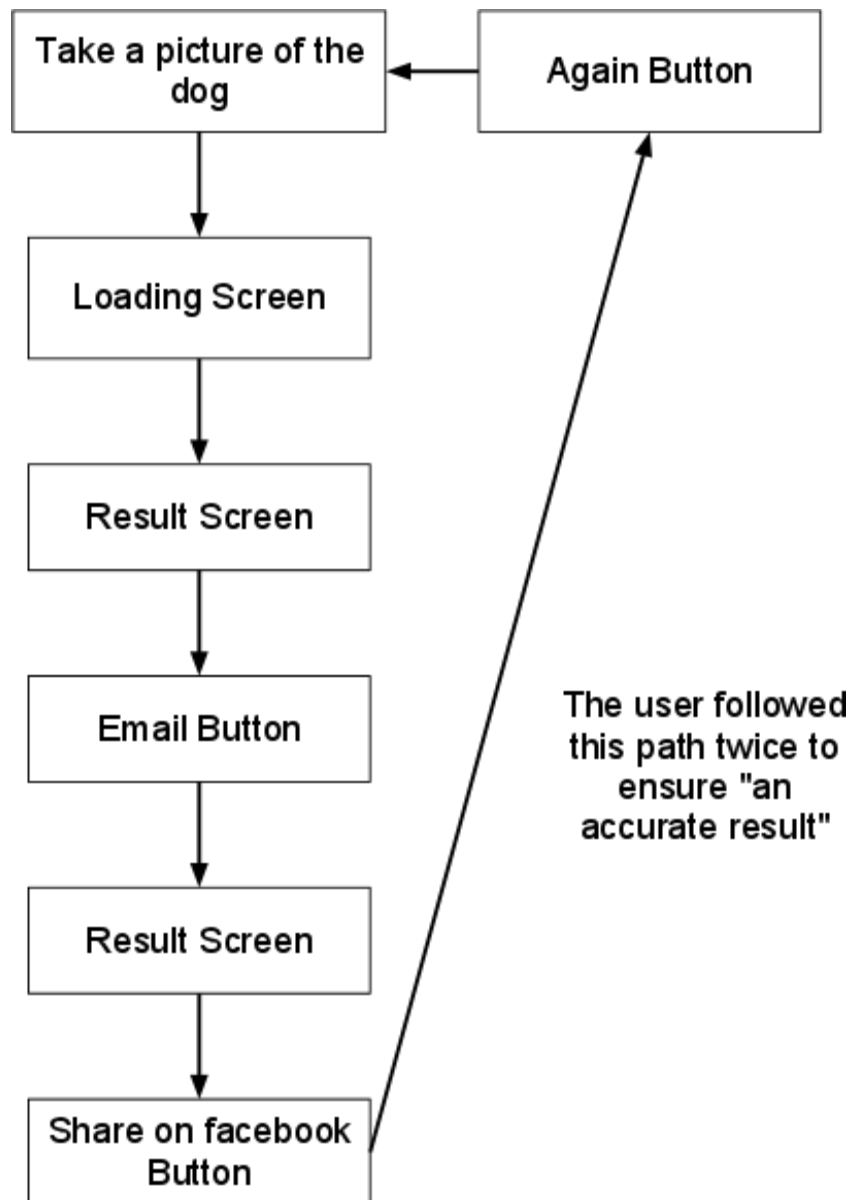 Take a picture of the
dog
Again Button
Loading Screen
Result Screen
Email Button
The user followed
this path twice to
ensure "an
accurate result"
Result Screen
Share on facebook
Button